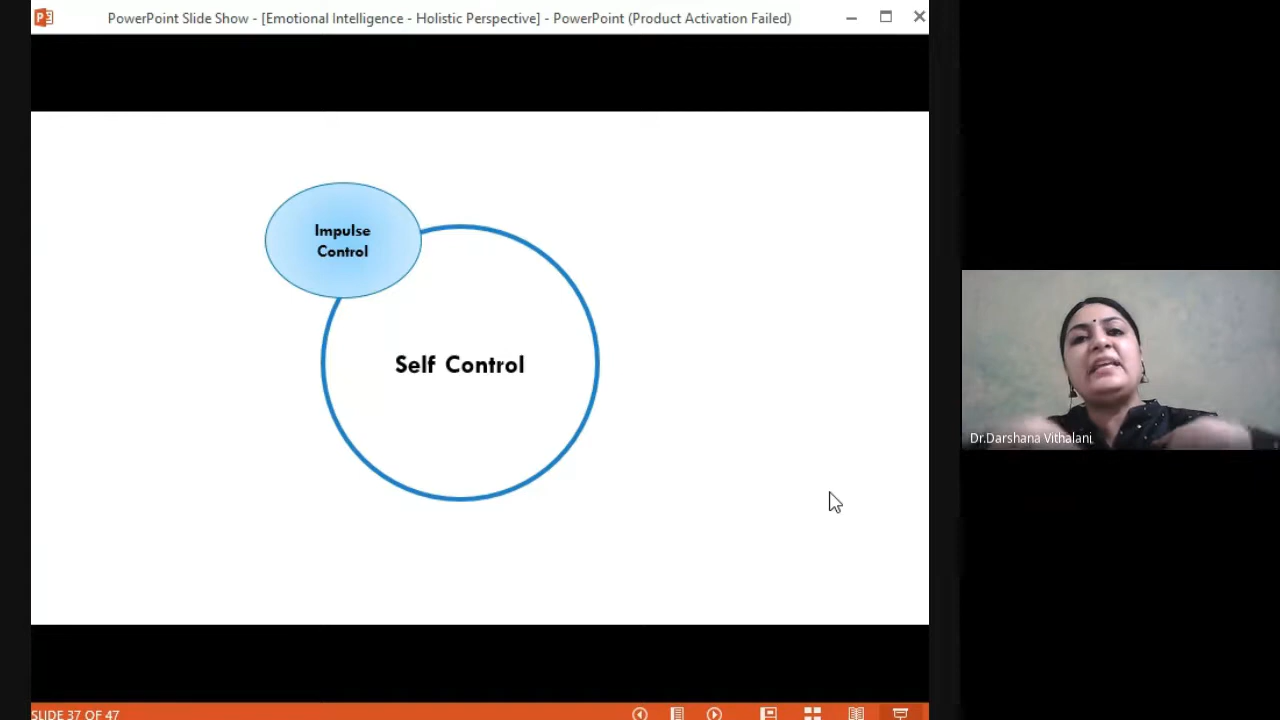 PowerPoint Slide Show - [Emotional Intelligence - Holistic Perspective] - PowerPoint (Product Activation Failed)
Impulse
Control
Self Control
Dr.Darshana Vithalani
SLIDE 37 OF 47